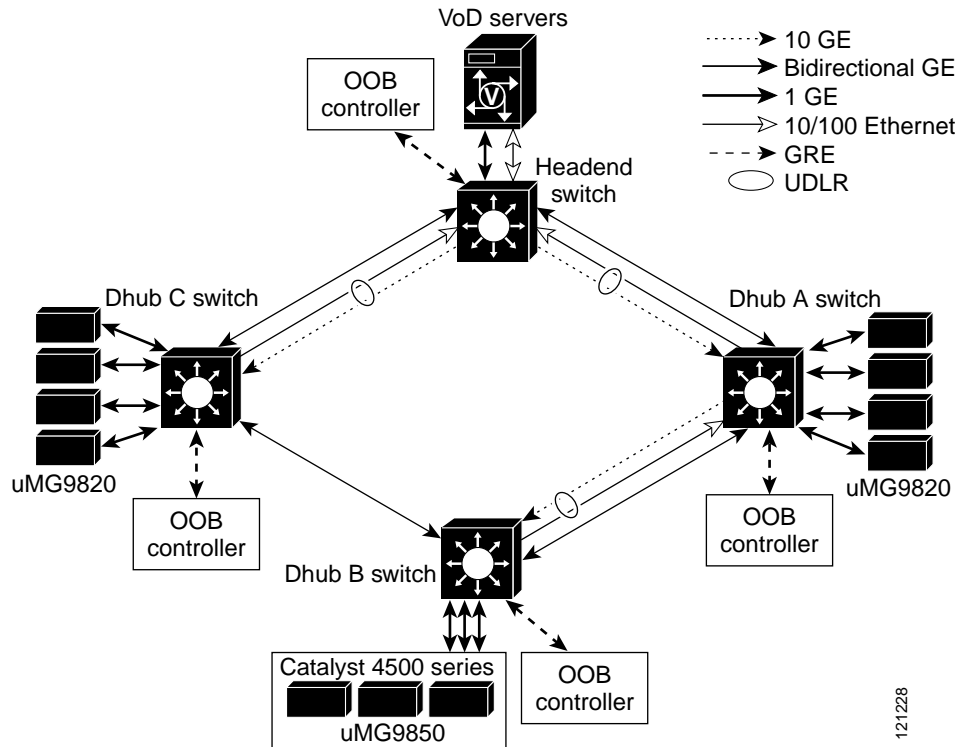 VoD servers
OOB
controller
V
10 GE
Bidirectional GE
1 GE
10/100 Ethernet
GRE
UDLR
Headend
switch
Dhub C switch
Dhub A switch
uMG9820
uMG9820
OOB
controller
OOB
controller
Dhub B switch
Catalyst 4500 series
uMG9850
OOB
controller
121228